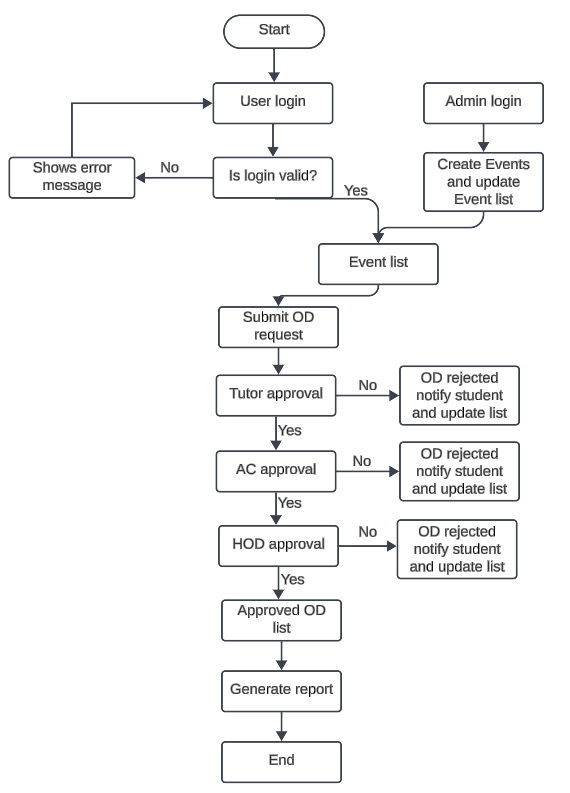 Start
User login
Admin login
Shows error
message
No
Is login valid?
Yes
Create Events
and update
Event list
Event list
Submit OD
request
Tutor approval
No
OD rejected
notify student
and update list
Yes
AC approval
No
OD rejected
notify student
and update list
Yes
HOD approval
No
OD rejected
notify student
and update list
Yes
Approved OD
list
Generate report
End